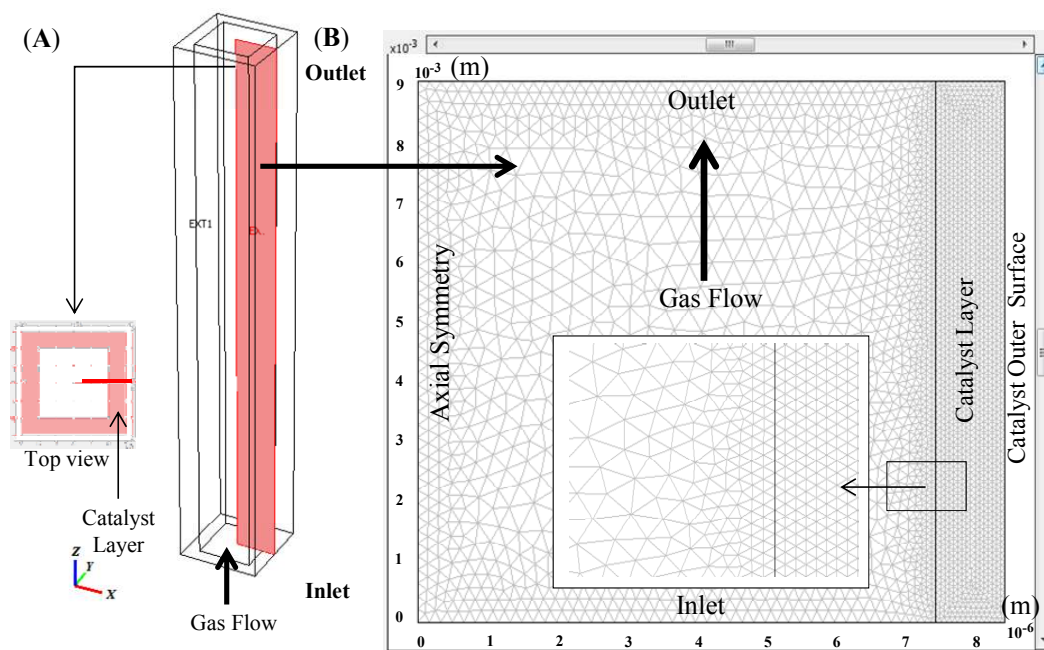 (A)
(B)
Outlet
EXT1
EX..
Top view
Catalyst
Layer
Z
Y
X
Gas Flow
Inlet
x10⁻³
10⁻³ (m)
9
8
7
6
5
4
3
2
1
0
Outlet
Gas Flow
Axial Symmetry
Catalyst Layer
Catalyst Outer Surface
Inlet
(m)
0 1 2 3 4 5 6 7 8 10⁻⁶